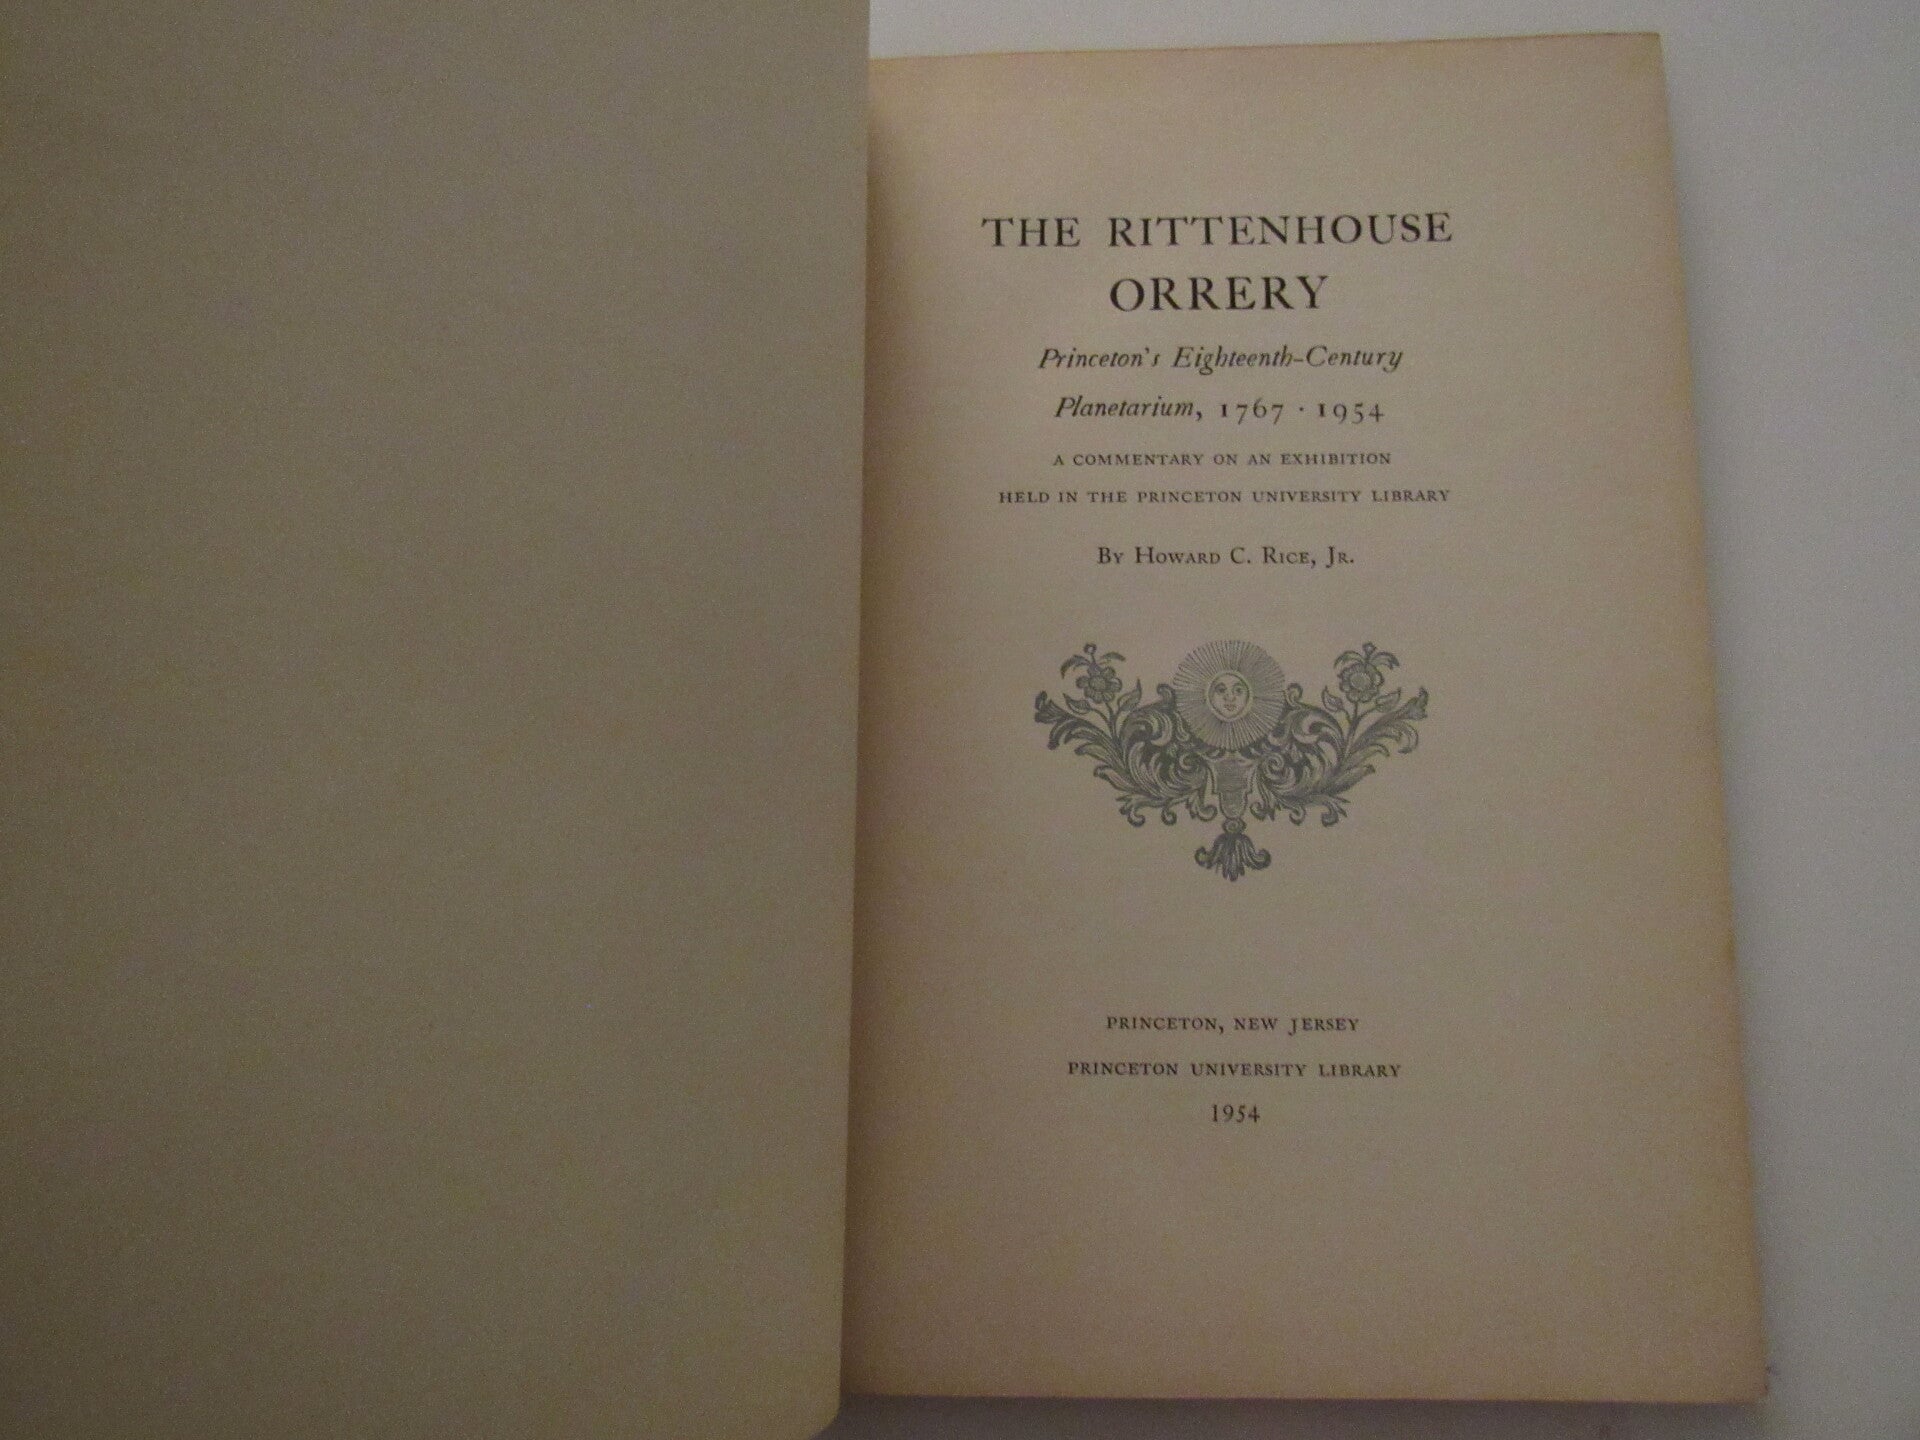 THE RITTENHOUSE
ORRERY
Princeton's Eighteenth-Century
Planetarium, 1767 · 1954
A COMMENTARY ON AN EXHIBITION
HELD IN THE PRINCETON UNIVERSITY LIBRARY
BY HOWARD C. RICE, JR.
PRINCETON, NEW JERSEY
PRINCETON UNIVERSITY LIBRARY
1954